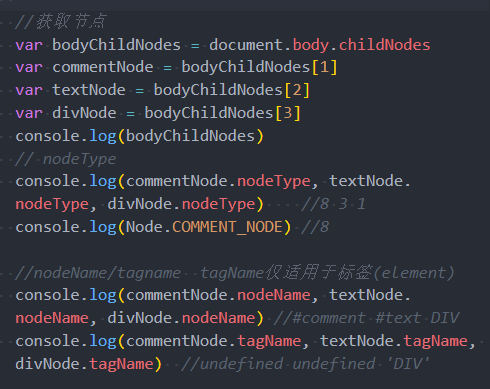 //获取节点
var bodyChildNodes = document.body.childNodes
var commentNode = bodyChildNodes[1]
var textNode = bodyChildNodes[2]
var divNode = bodyChildNodes[3]
console.log(bodyChildNodes)
// nodeType
console.log(commentNode.nodeType, textNode.
nodeType, divNode.nodeType)    //8 3 1
console.log(Node.COMMENT_NODE) //8
//nodeName/tagname  tagName仅适用于标签(element)
console.log(commentNode.nodeName, textNode.
nodeName, divNode.nodeName) //#comment #text DIV
console.log(commentNode.tagName, textNode.tagName,
divNode.tagName)  //undefined undefined 'DIV'